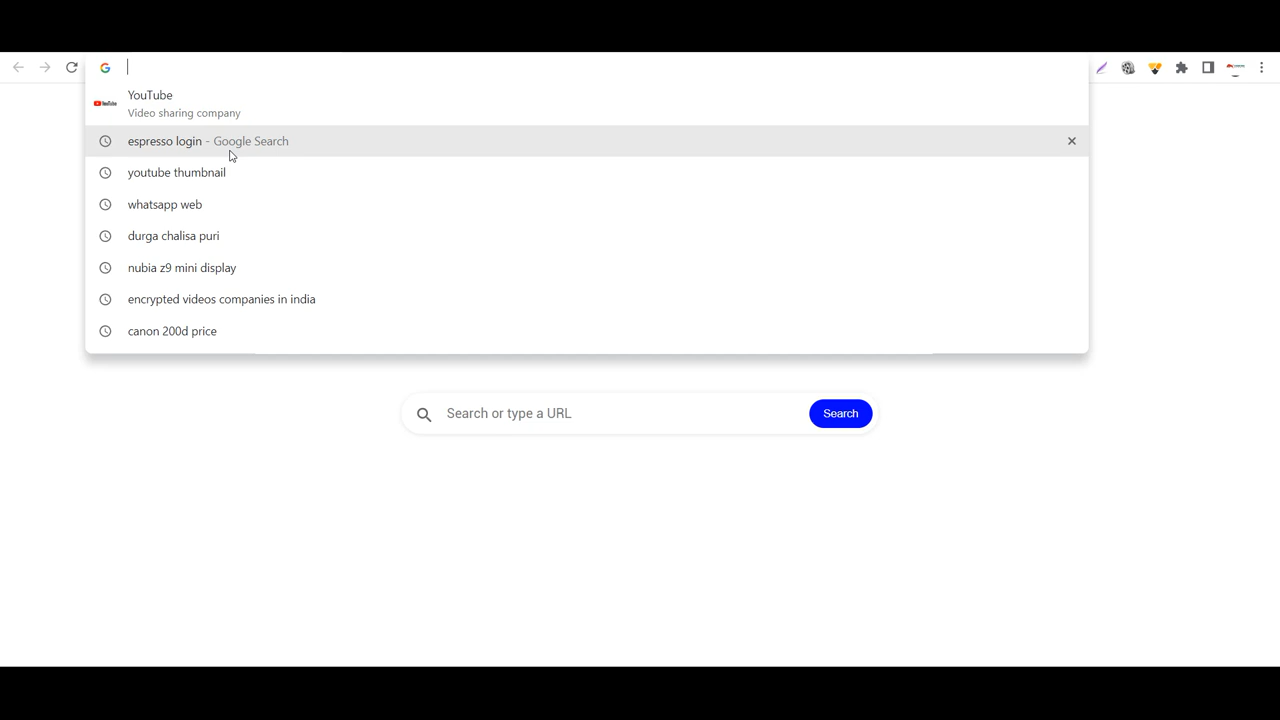 YouTube
Video sharing company
espresso login - Google Search
youtube thumbnail
whatsapp web
durga chalisa puri
nubia z9 mini display
encrypted videos companies in india
canon 200d price
Search or type a URL
Search